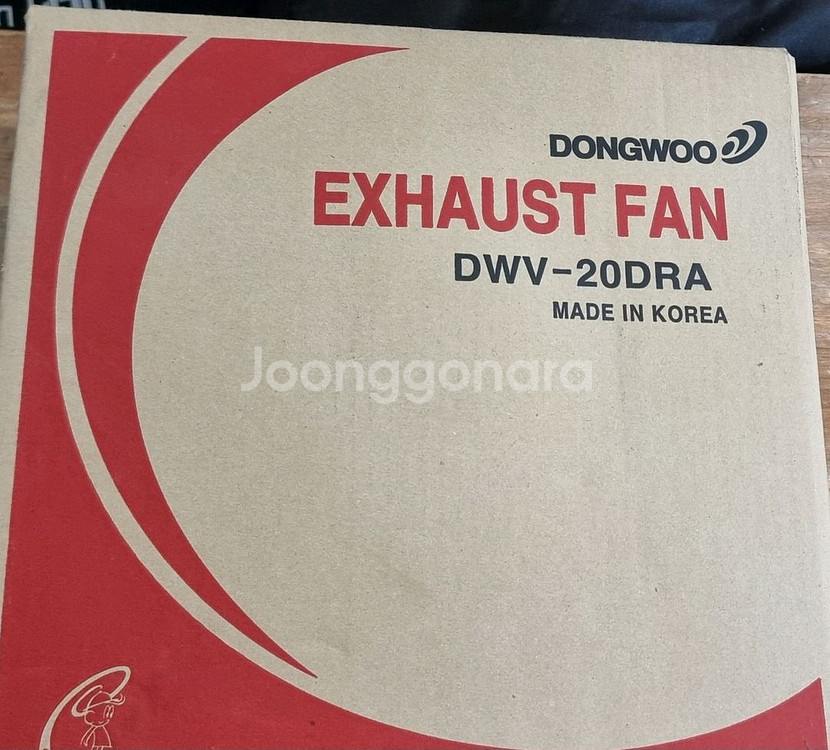 DONGWOO
EXHAUST FAN
DWV-20DRA
MADE IN KOREA
Joonggonara